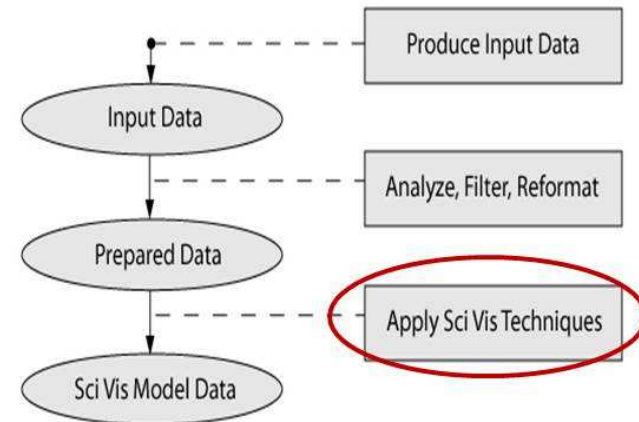 Produce Input Data
Input Data
Analyze, Filter, Reformat
Prepared Data
Apply Sci Vis Techniques
Sci Vis Model Data